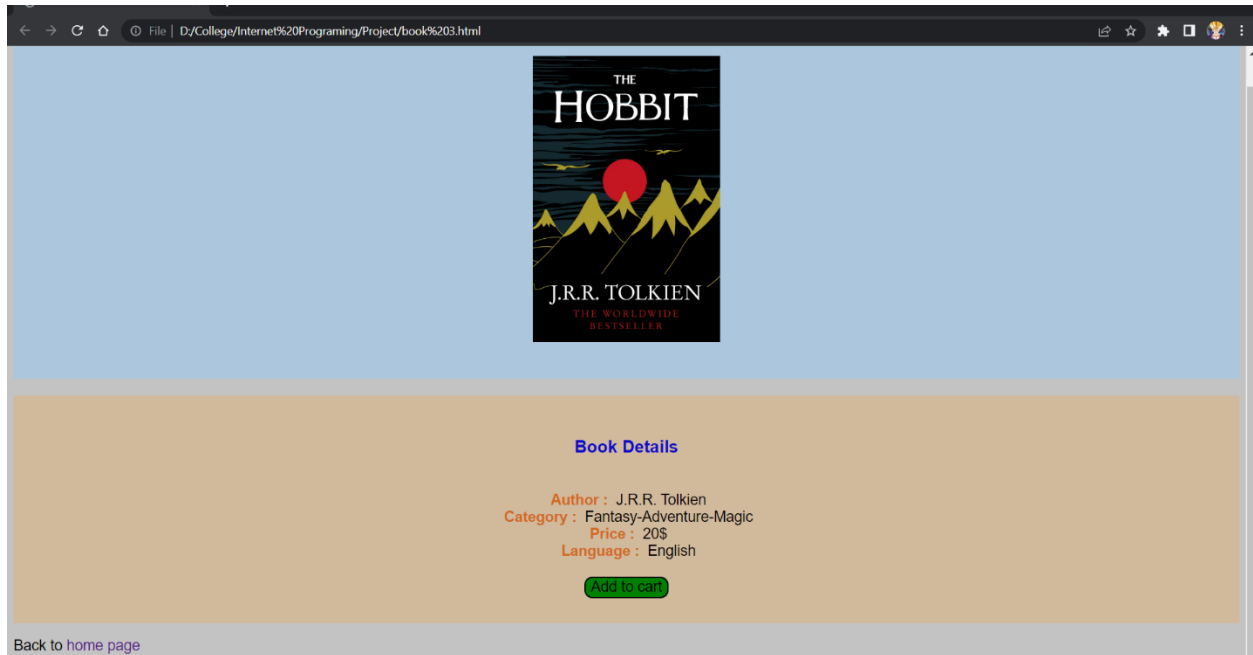 File | D:/College/Internet%20Programing/Project/book%203.html
THE
HOBBIT
J.R.R. TOLKIEN
THE WORLDWIDE
BESTSELLER
Book Details
Author : J.R.R. Tolkien
Category : Fantasy-Adventure-Magic
Price : 20$
Language : English
Add to cart
Back to home page